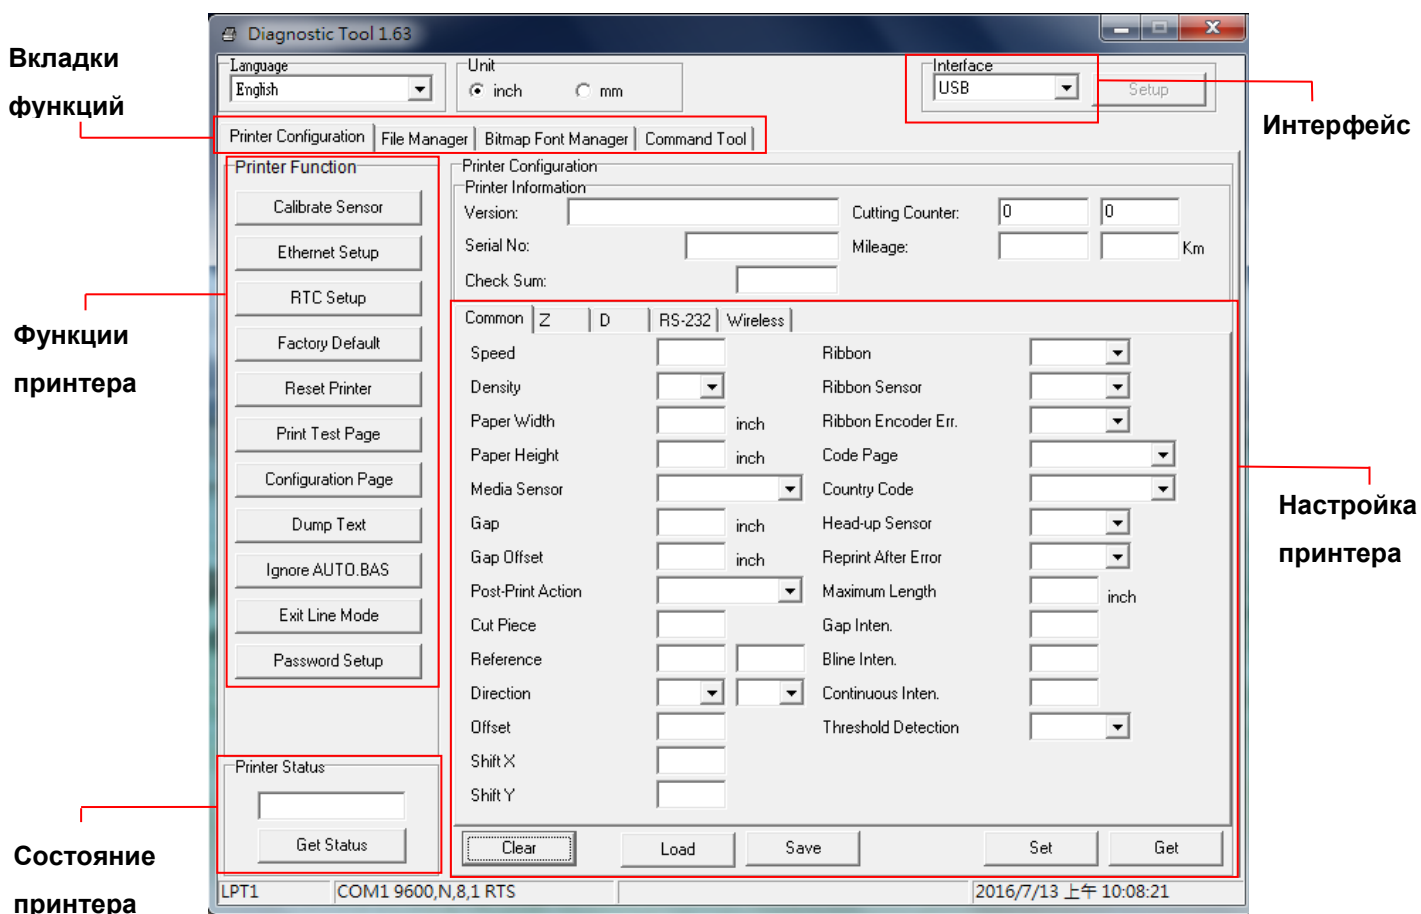 Diagnostic Tool 1.63
Вкладки
функций
Language
English
Unit
inch
mm
Interface
USB
Setup
Интерфейс
Printer Configuration
File Manager
Bitmap Font Manager
Command Tool
Printer Function
Calibrate Sensor
Ethernet Setup
RTC Setup
Factory Default
Reset Printer
Print Test Page
Configuration Page
Dump Text
Ignore AUTO.BAS
Exit Line Mode
Password Setup
Функции
принтера
Printer Configuration
Printer Information
Version:
Cutting Counter: 0 0
Serial No:
Mileage: Km
Check Sum:
Common Z D RS-232 Wireless
Speed
Ribbon
Density
Ribbon Sensor
Paper Width inch
Ribbon Encoder Err.
Paper Height inch
Code Page
Media Sensor
Country Code
Gap inch
Head-up Sensor
Gap Offset inch
Reprint After Error
Post-Print Action
Maximum Length inch
Cut Piece
Gap Inten.
Reference
Bline Inten.
Direction
Continuous Inten.
Offset
Threshold Detection
Shift X
Shift Y
Clear
Load
Save
Set
Get
Настройка
принтера
Printer Status
Get Status
Состояние
принтера
LPT1
COM1 9600,N,8,1 RTS
2016/7/13 上午 10:08:21